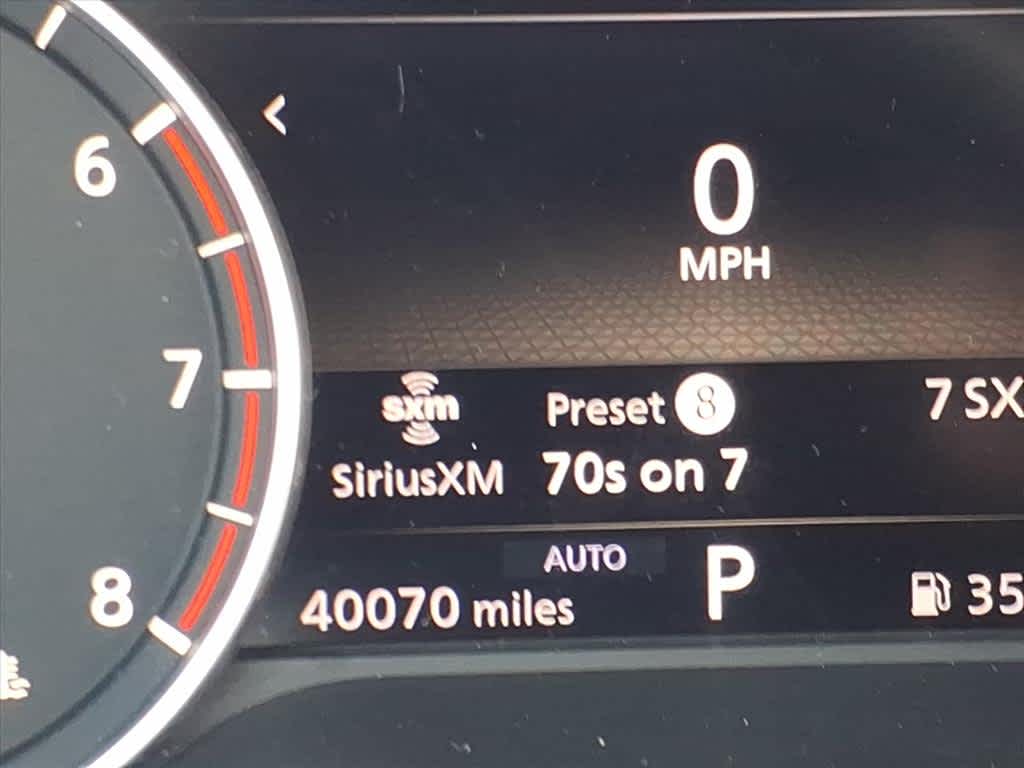 6
7
8
0
MPH
sxm
SiriusXM
Preset 8
70s on 7
7 SX
AUTO
40070 miles
P
35